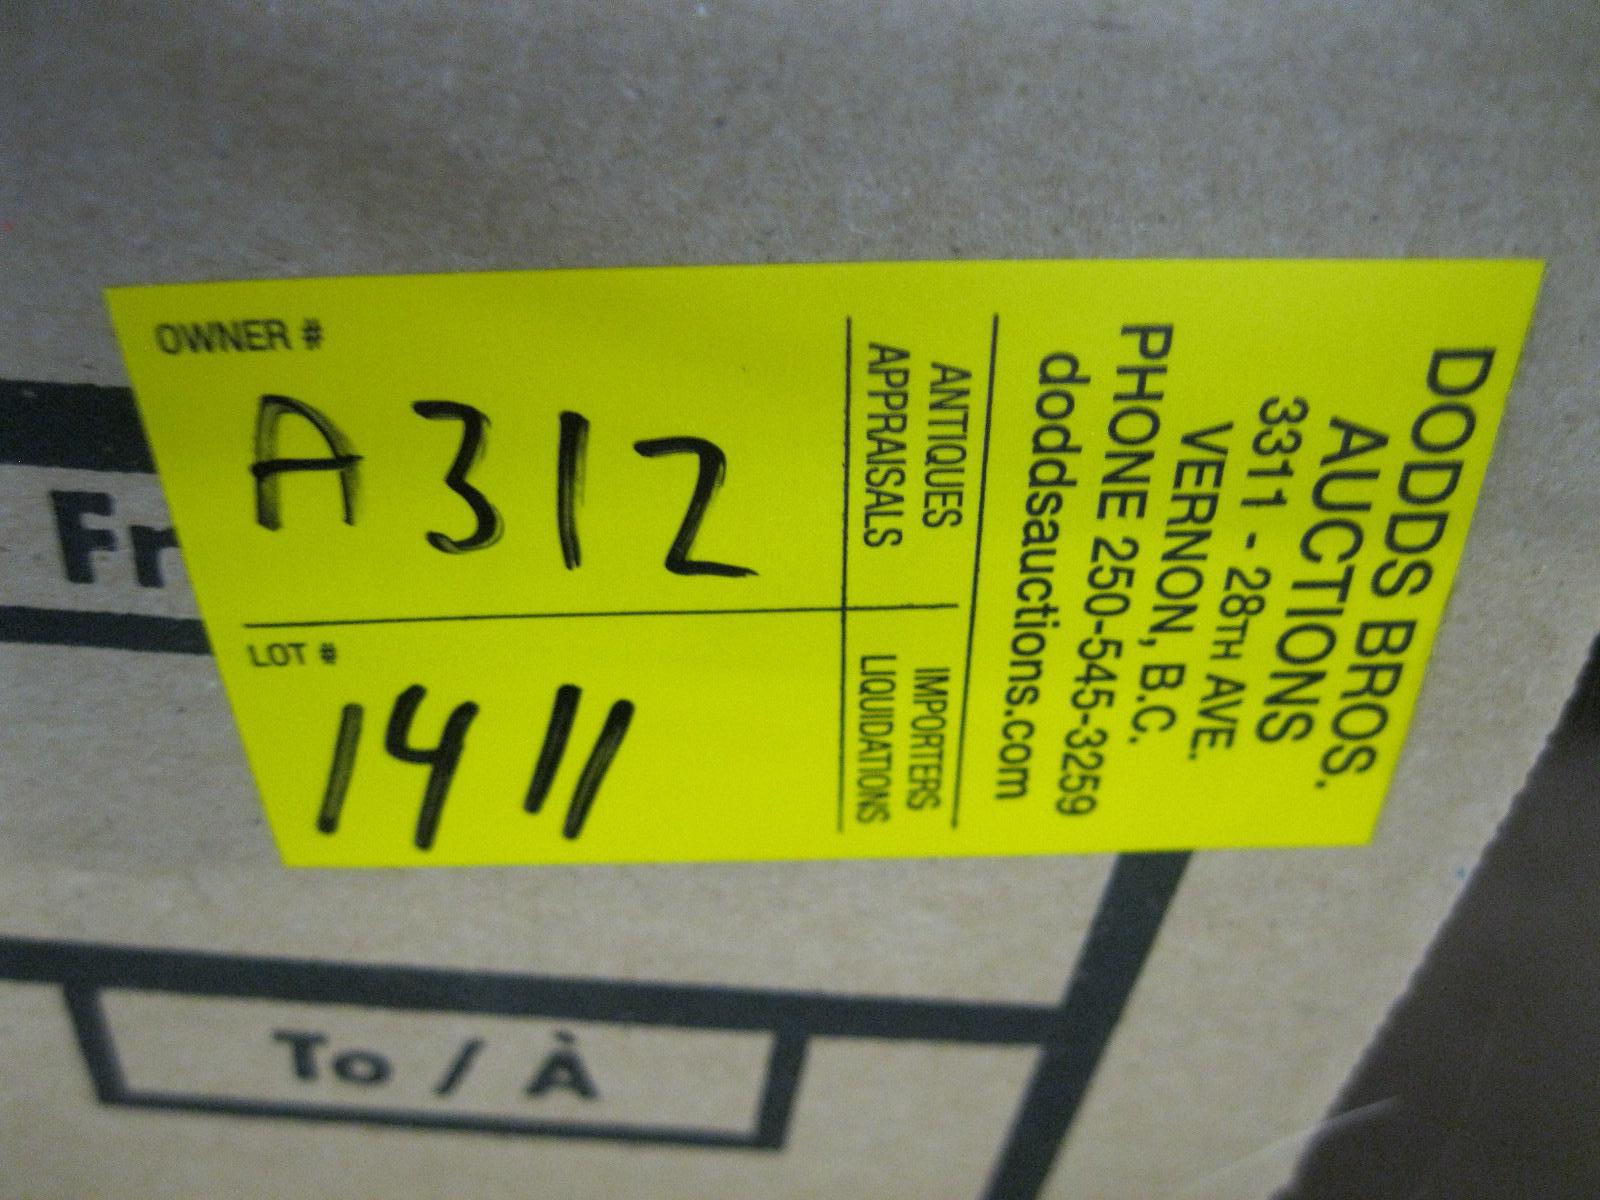 OWNER #
A312
LOT #
1411
ANTIQUES
APPRAISALS
IMPORTERS
LIQUIDATIONS
DODDS BROS.
AUCTIONS
3311 - 28TH AVE.
VERNON, B.C.
PHONE 250-545-3259
doddsauctions.com
Fr
To / À